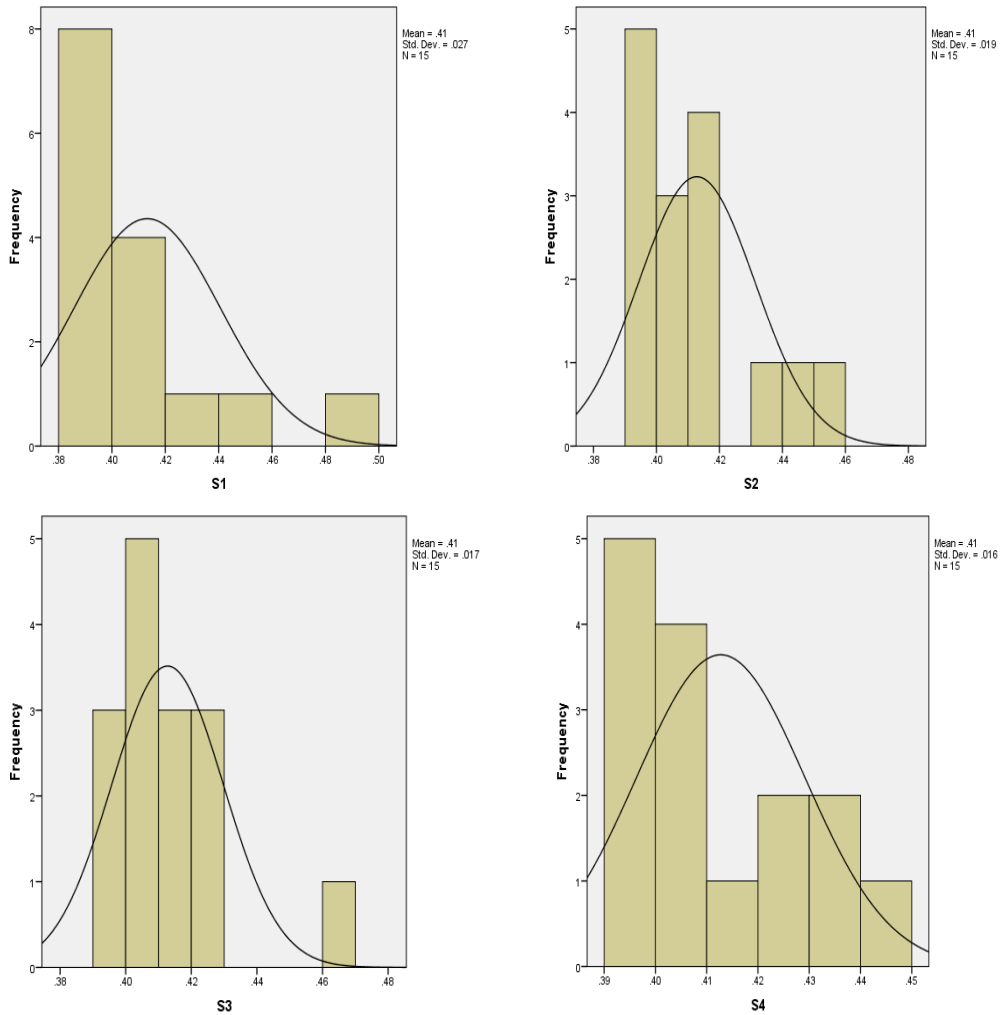 Mean = .41
Std. Dev. = .027
N = 15
8
6
4
2
0
Frequency
.38 .40 .42 .44 .46 .48 .50
S1
Mean = .41
Std. Dev. = .019
N = 15
5
4
3
2
1
0
Frequency
.38 .40 .42 .44 .46 .48
S2
Mean = .41
Std. Dev. = .017
N = 15
5
4
3
2
1
0
Frequency
.38 .40 .42 .44 .46 .48
S3
Mean = .41
Std. Dev. = .016
N = 15
5
4
3
2
1
0
Frequency
.39 .40 .41 .42 .43 .44 .45
S4